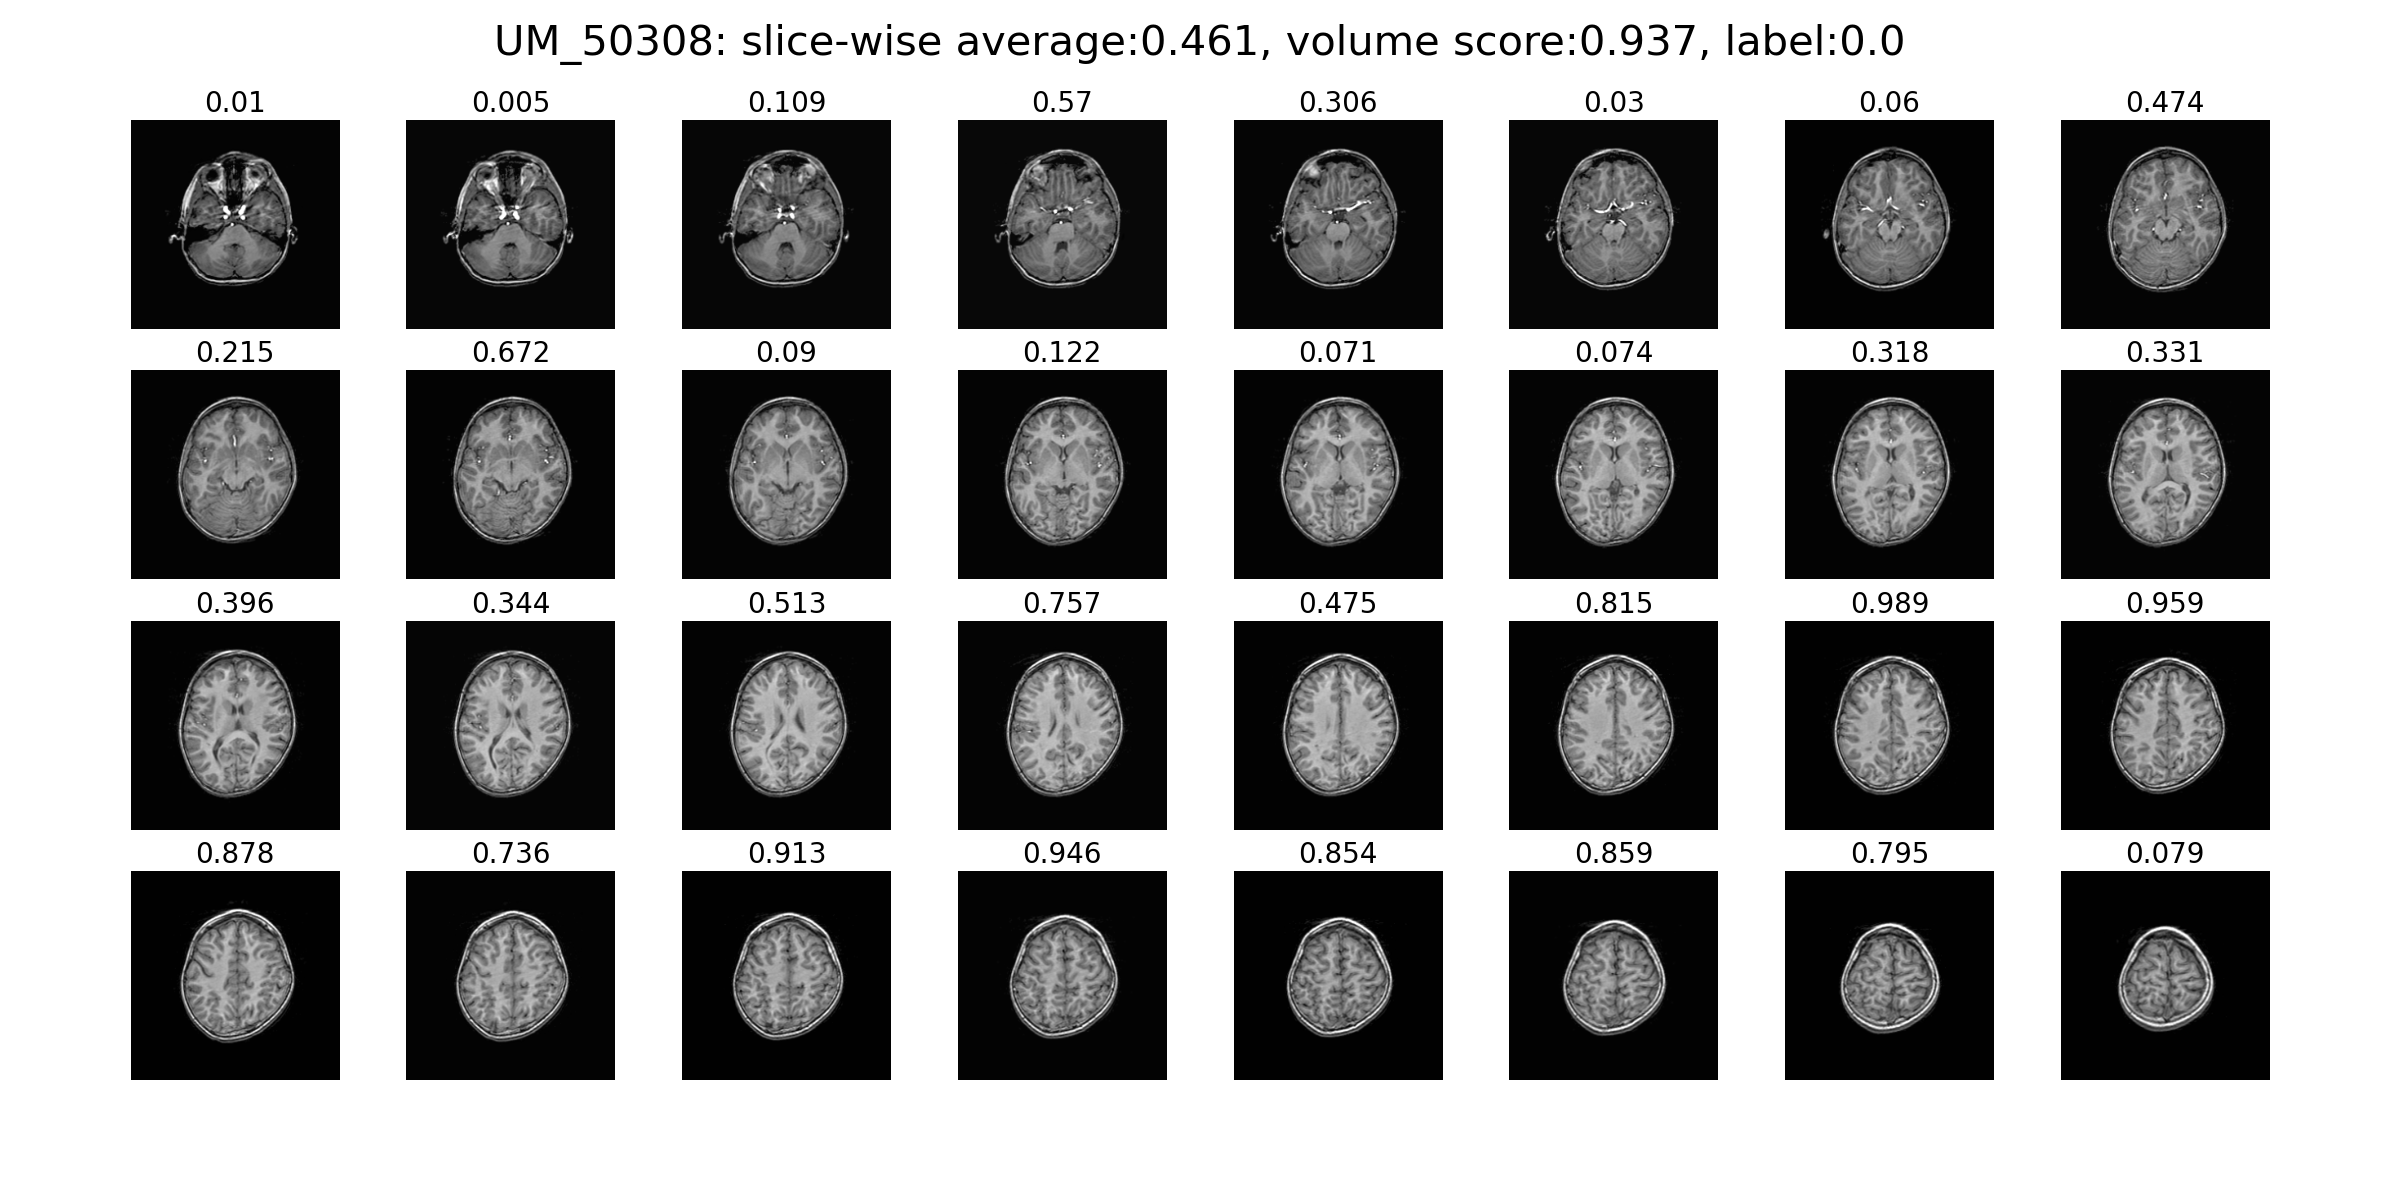 UM_50308: slice-wise average:0.461, volume score:0.937, label:0.0
0.01 0.005 0.109 0.57 0.306 0.03 0.06 0.474
0.215 0.672 0.09 0.122 0.071 0.074 0.318 0.331
0.396 0.344 0.513 0.757 0.475 0.815 0.989 0.959
0.878 0.736 0.913 0.946 0.854 0.859 0.795 0.079